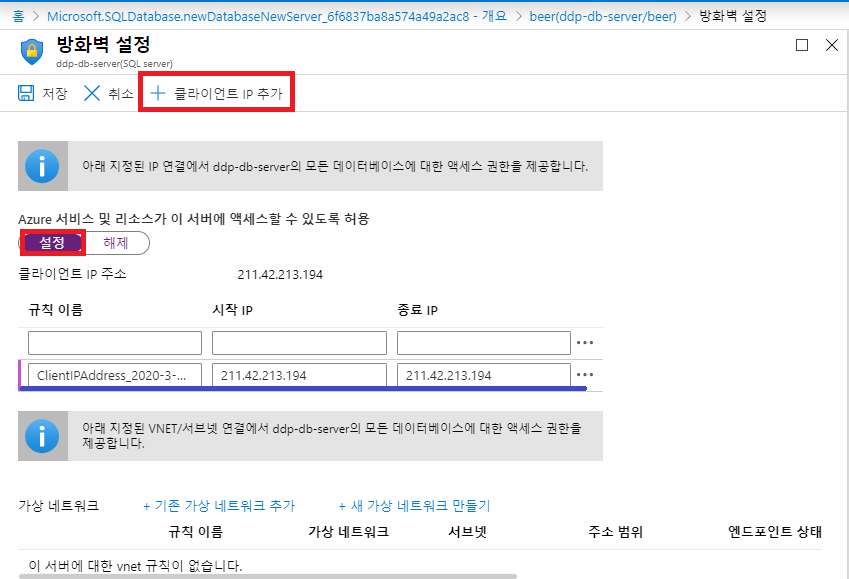 홈 > Microsoft.SQLDatabase.newDatabaseNewServer_6f6837ba8a574a49a2ac8 - 개요 > beer(ddp-db-server/beer) > 방화벽 설정
방화벽 설정
ddp-db-server(SQL server)
저장 취소 클라이언트 IP 추가
아래 지정된 IP 연결에서 ddp-db-server의 모든 데이터베이스에 대한 액세스 권한을 제공합니다.
Azure 서비스 및 리소스가 이 서버에 액세스할 수 있도록 허용
설정 해제
클라이언트 IP 주소 211.42.213.194
규칙 이름 시작 IP 종료 IP
ClientIPAddress_2020-3-... 211.42.213.194 211.42.213.194
아래 지정된 VNET/서브넷 연결에서 ddp-db-server의 모든 데이터베이스에 대한 액세스 권한을
제공합니다.
가상 네트워크 + 기존 가상 네트워크 추가 + 새 가상 네트워크 만들기
규칙 이름 가상 네트워크 서브넷 주소 범위 엔드포인트 상태
이 서버에 대한 vnet 규칙이 없습니다.